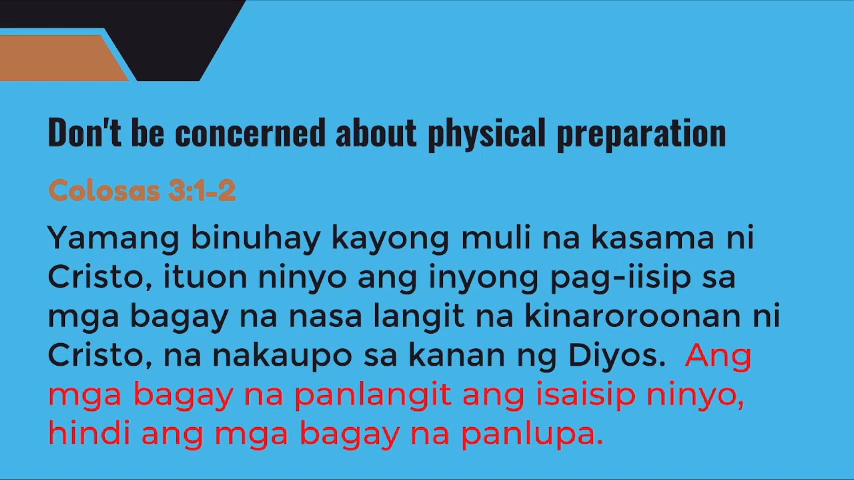 Don't be concerned about physical preparation
Colosas 3:1-2
Yamang binuhay kayong muli na kasama ni
Cristo, ituon ninyo ang inyong pag-iisip sa
mga bagay na nasa langit na kinaroroonan ni
Cristo, na nakaupo sa kanan ng Diyos. Ang
mga bagay na panlangit ang isaisip ninyo,
hindi ang mga bagay na panlupa.